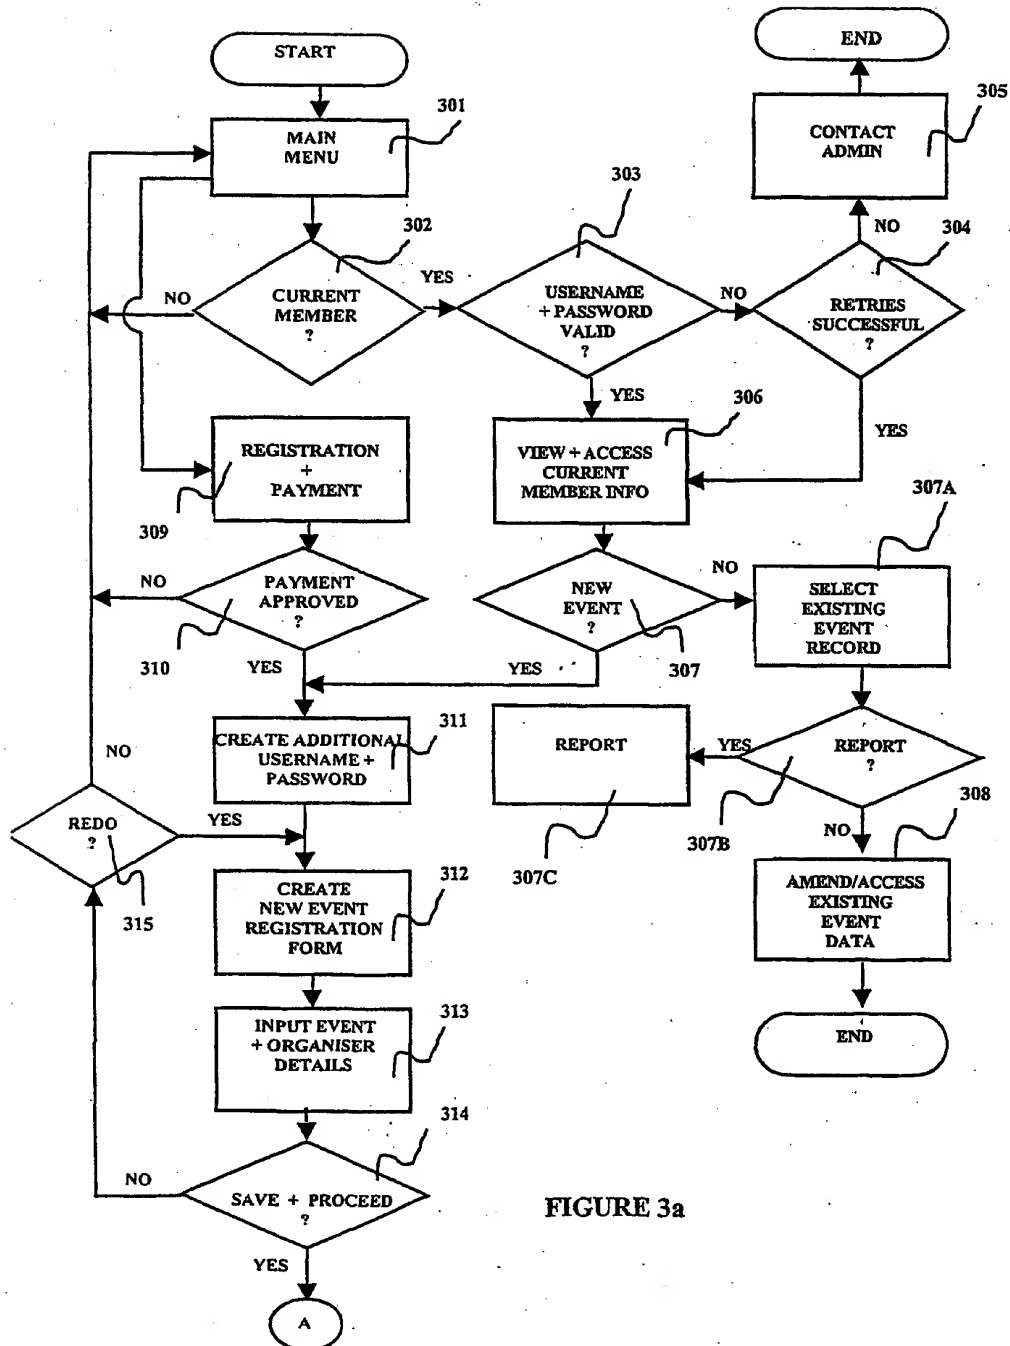 START
END
301
305
MAIN
MENU
CONTACT
ADMIN
303
302
NO
304
YES
NO
CURRENT
MEMBER
?
USERNAME
+ PASSWORD
VALID
?
NO
RETRIES
SUCCESSFUL
?
YES
306
YES
REGISTRATION
+
PAYMENT
VIEW + ACCESS
CURRENT
MEMBER INFO
307A
309
NO
PAYMENT
APPROVED
?
NEW
EVENT
?
NO
SELECT
EXISTING
EVENT
RECORD
310
YES
YES
307
311
CREATE ADDITIONAL
USERNAME +
PASSWORD
REPORT
YES
REPORT
?
NO
308
REDO
?
YES
307B
NO
307C
312
315
CREATE
NEW EVENT
REGISTRATION
FORM
AMEND/ACCESS
EXISTING
EVENT
DATA
313
INPUT EVENT
+ ORGANISER
DETAILS
END
314
NO
SAVE + PROCEED
?
FIGURE 3a
YES
A